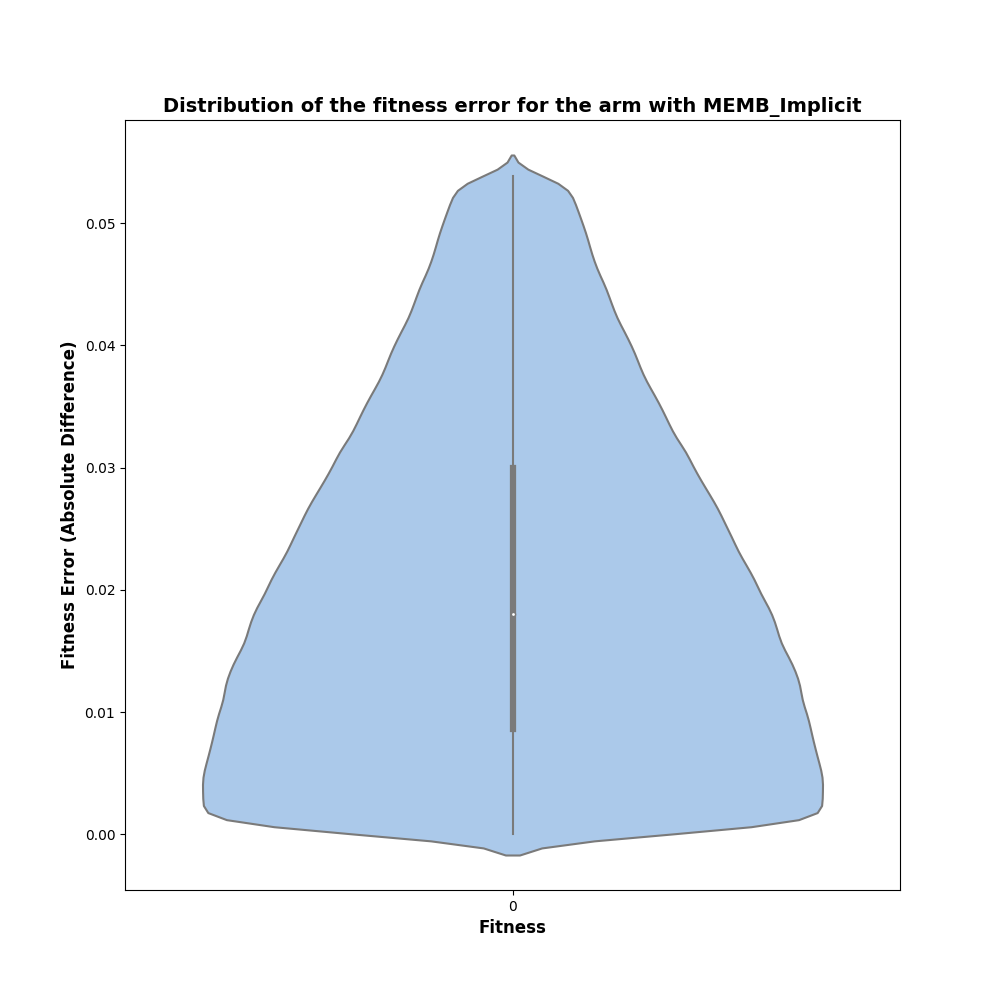 Distribution of the fitness error for the arm with MEMB_Implicit
Fitness Error (Absolute Difference)
0.05
0.04
0.03
0.02
0.01
0.00
0
Fitness